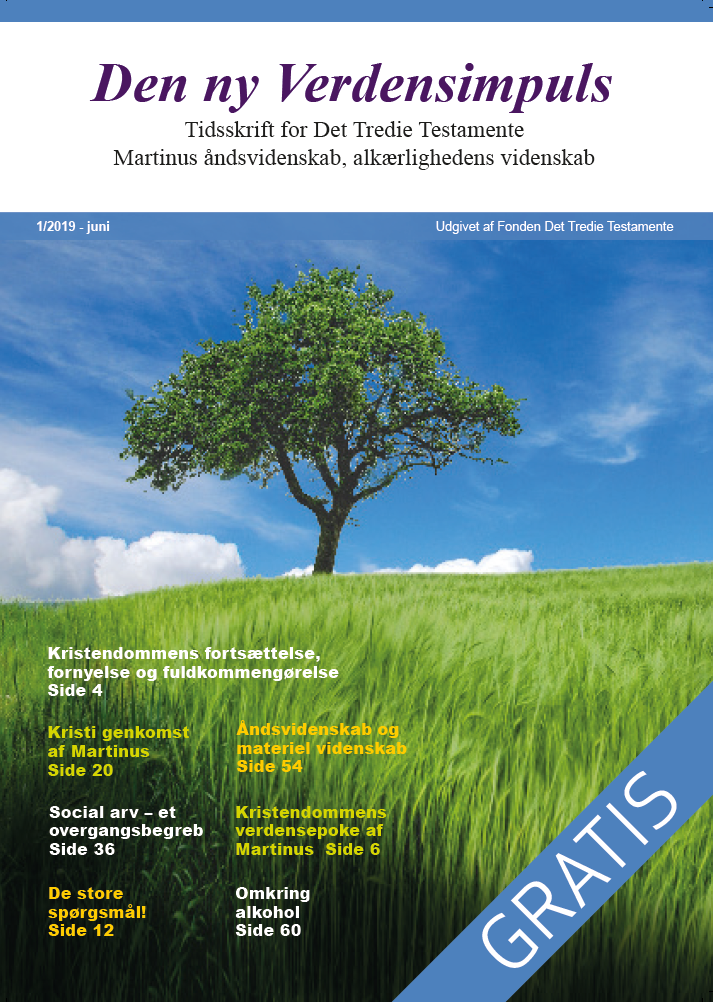 Den ny Verdensimpuls
Tidsskrift for Det Tredie Testamente
Martinus åndsvidenskab, alkærlighedens videnskab
1/2019 - juni
Udgivet af Fonden Det Tredie Testamente
Kristendommens fortsættelse,
fornyelse og fuldkommengørelse
Side 4
Kristi genkomst
af Martinus
Side 20
Åndsvidenskab og
materiel videnskab
Side 54
Social arv – et
overgangsbegreb
Side 36
Kristendommens
verdensepoke af
Martinus Side 6
De store
spørgsmål!
Side 12
Omkring
alkohol
Side 60
GRATIS